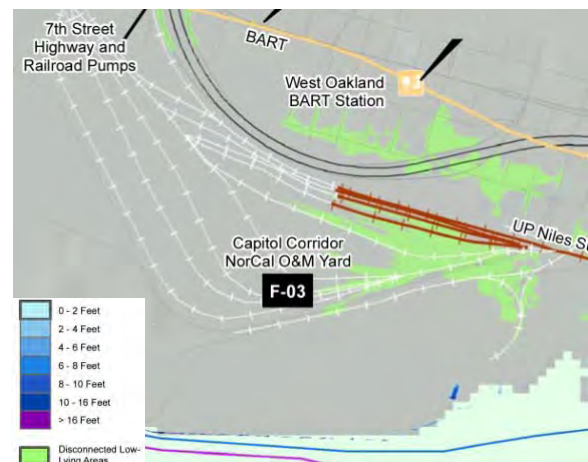 7th Street
Highway and
Railroad Pumps
BART
West Oakland
BART Station
UP Niles
Capitol Corridor
NorCal O&M Yard
F-03
0 - 2 Feet
2 - 4 Feet
4 - 6 Feet
6 - 8 Feet
8 - 10 Feet
10 - 16 Feet
> 16 Feet
Disconnected Low-
Lying Areas